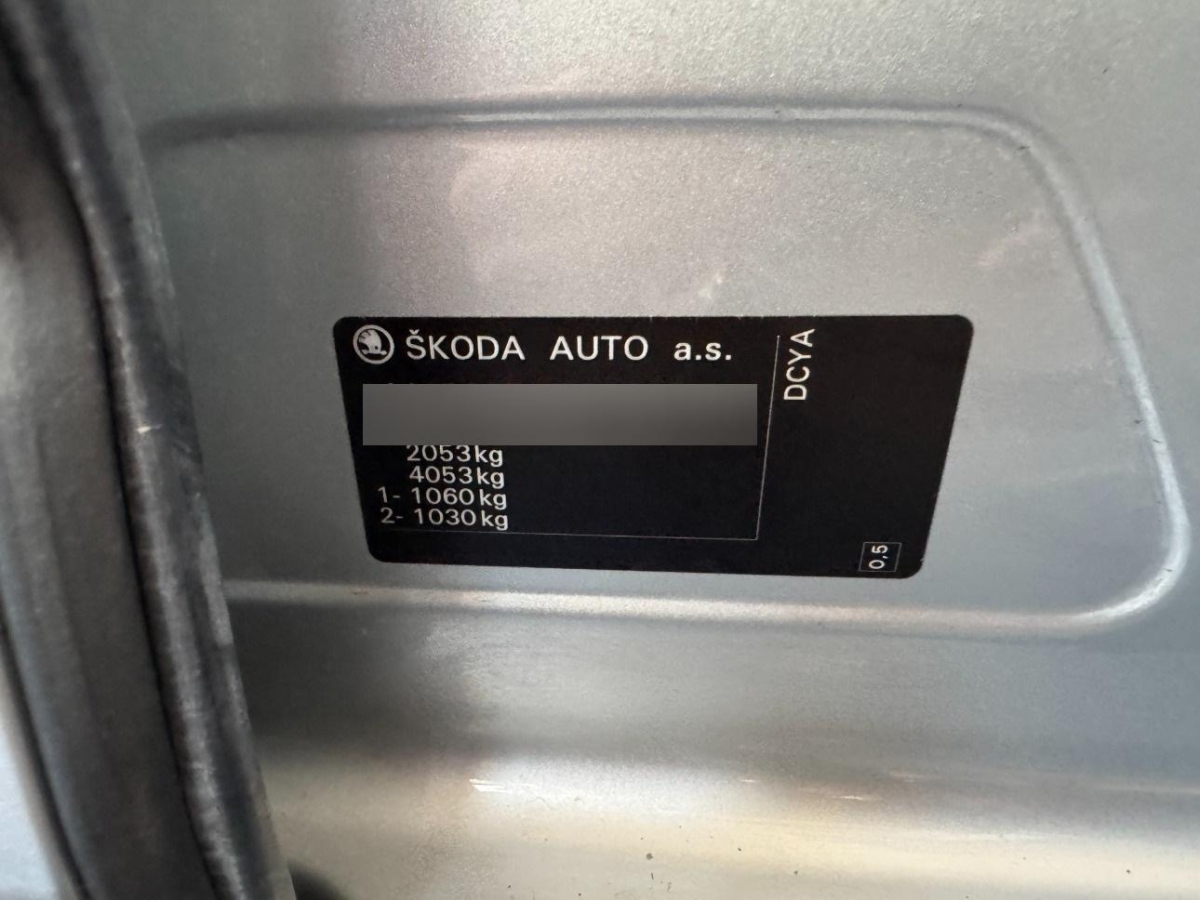 ŠKODA AUTO a.s.
2053kg
4053kg
1- 1060kg
2- 1030kg
DCYA
0,5